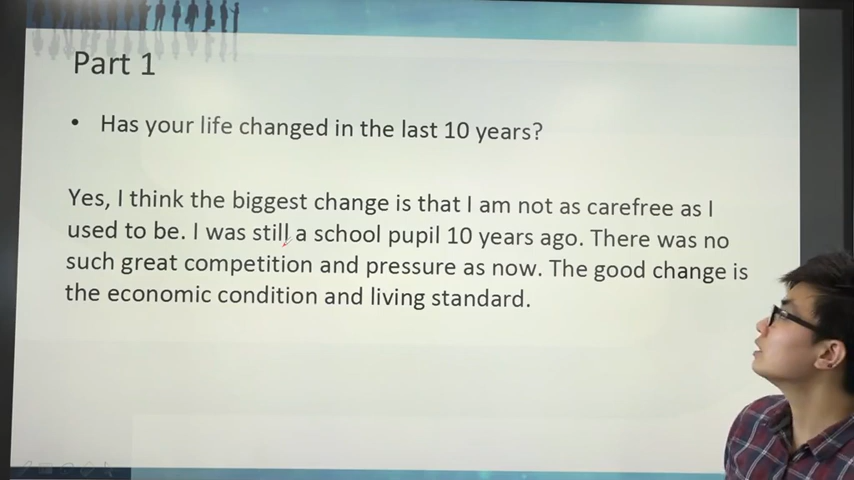 Part 1
• Has your life changed in the last 10 years?
Yes, I think the biggest change is that I am not as carefree as I
used to be. I was still a school pupil 10 years ago. There was no
such great competition and pressure as now. The good change is
the economic condition and living standard.